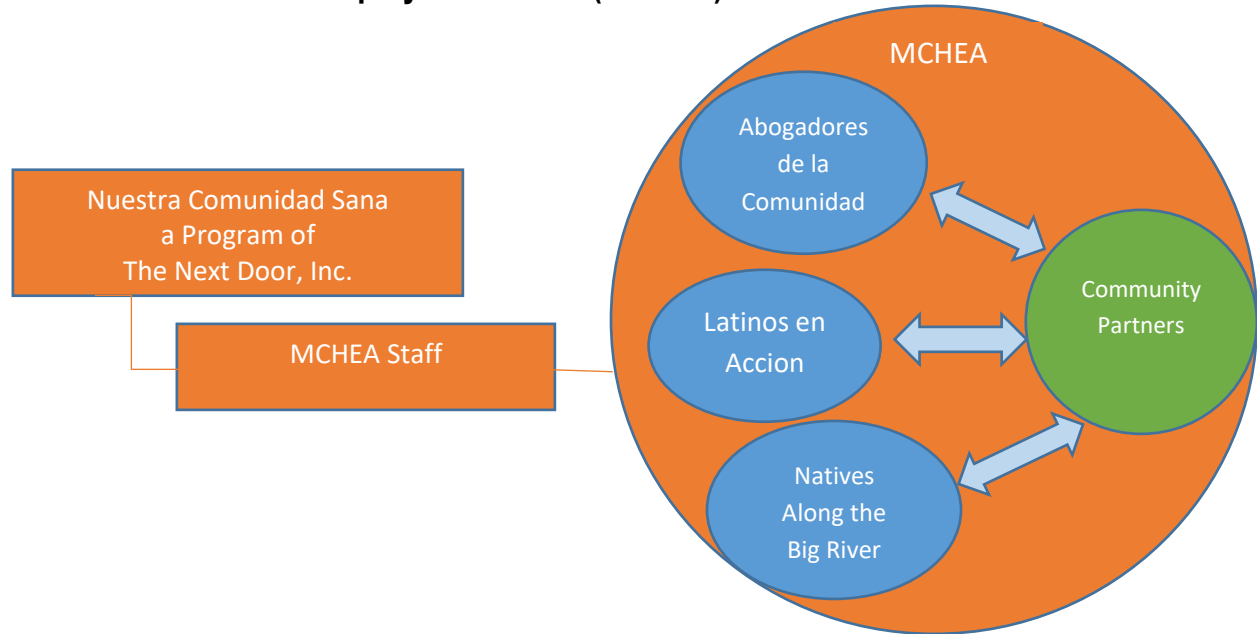 MCHEA
Abogadores
de la
Comunidad
Nuestra Comunidad Sana
a Program of
The Next Door, Inc.
Community
Partners
Latinos en
Accion
MCHEA Staff
Natives
Along the
Big River